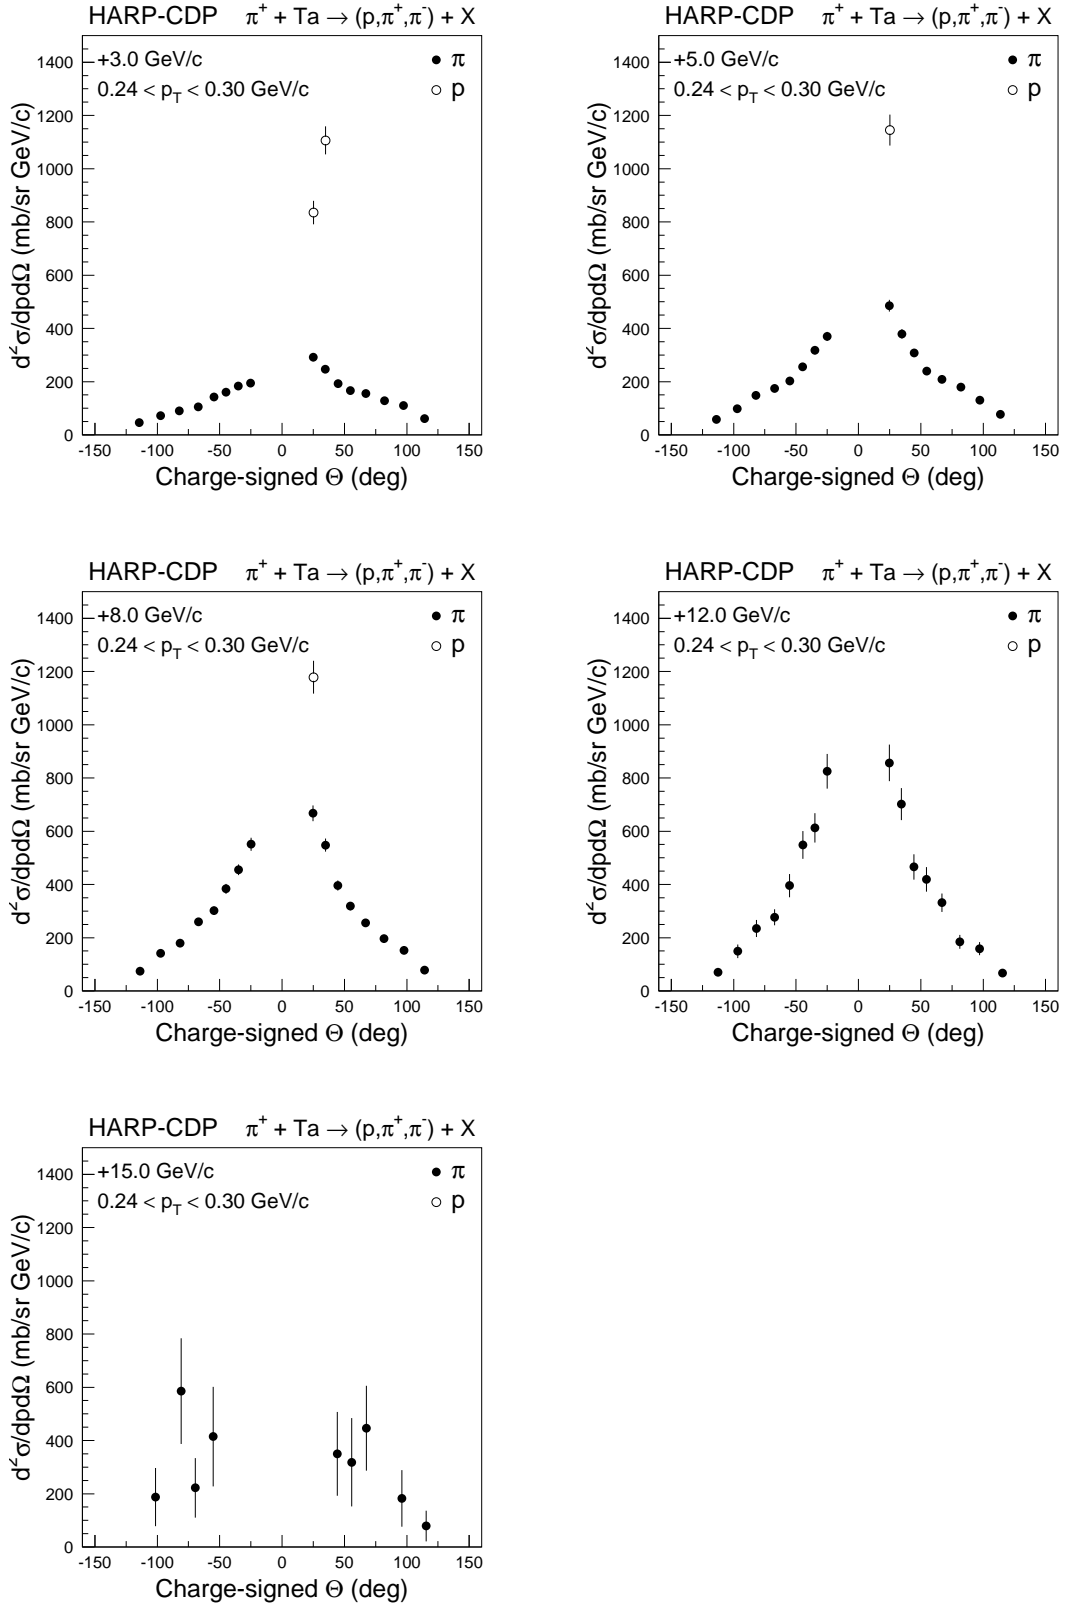 HARP-CDP π⁺ + Ta → (p,π⁺,π⁻) + X
+3.0 GeV/c ● π
0.24 < p_T < 0.30 GeV/c ○ p
1400
1200
1000
800
600
400
200
0
d²σ/dpdΩ (mb/sr GeV/c)
-150 -100 -50 0 50 100 150
Charge-signed Θ (deg)
HARP-CDP π⁺ + Ta → (p,π⁺,π⁻) + X
+5.0 GeV/c ● π
0.24 < p_T < 0.30 GeV/c ○ p
1400
1200
1000
800
600
400
200
0
d²σ/dpdΩ (mb/sr GeV/c)
-150 -100 -50 0 50 100 150
Charge-signed Θ (deg)
HARP-CDP π⁺ + Ta → (p,π⁺,π⁻) + X
+8.0 GeV/c ● π
0.24 < p_T < 0.30 GeV/c ○ p
1400
1200
1000
800
600
400
200
0
d²σ/dpdΩ (mb/sr GeV/c)
-150 -100 -50 0 50 100 150
Charge-signed Θ (deg)
HARP-CDP π⁺ + Ta → (p,π⁺,π⁻) + X
+12.0 GeV/c ● π
0.24 < p_T < 0.30 GeV/c ○ p
1400
1200
1000
800
600
400
200
0
d²σ/dpdΩ (mb/sr GeV/c)
-150 -100 -50 0 50 100 150
Charge-signed Θ (deg)
HARP-CDP π⁺ + Ta → (p,π⁺,π⁻) + X
+15.0 GeV/c ● π
0.24 < p_T < 0.30 GeV/c ○ p
1400
1200
1000
800
600
400
200
0
d²σ/dpdΩ (mb/sr GeV/c)
-150 -100 -50 0 50 100 150
Charge-signed Θ (deg)